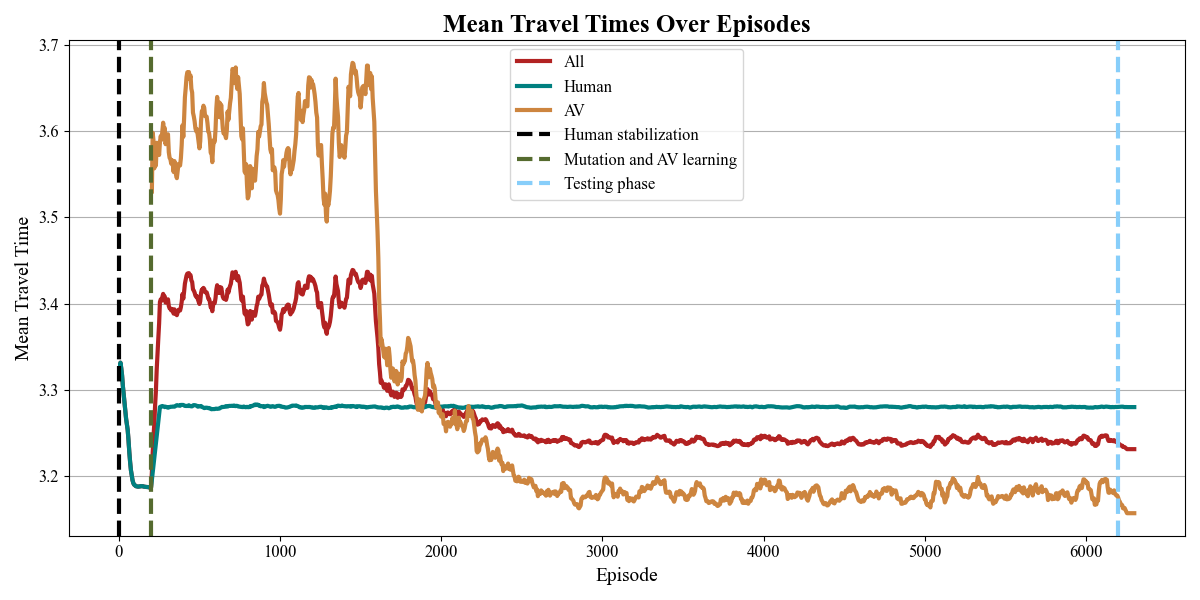 Mean Travel Times Over Episodes
Mean Travel Time
3.7
3.6
3.5
3.4
3.3
3.2
All
Human
AV
Human stabilization
Mutation and AV learning
Testing phase
0
1000
2000
3000
4000
5000
6000
Episode